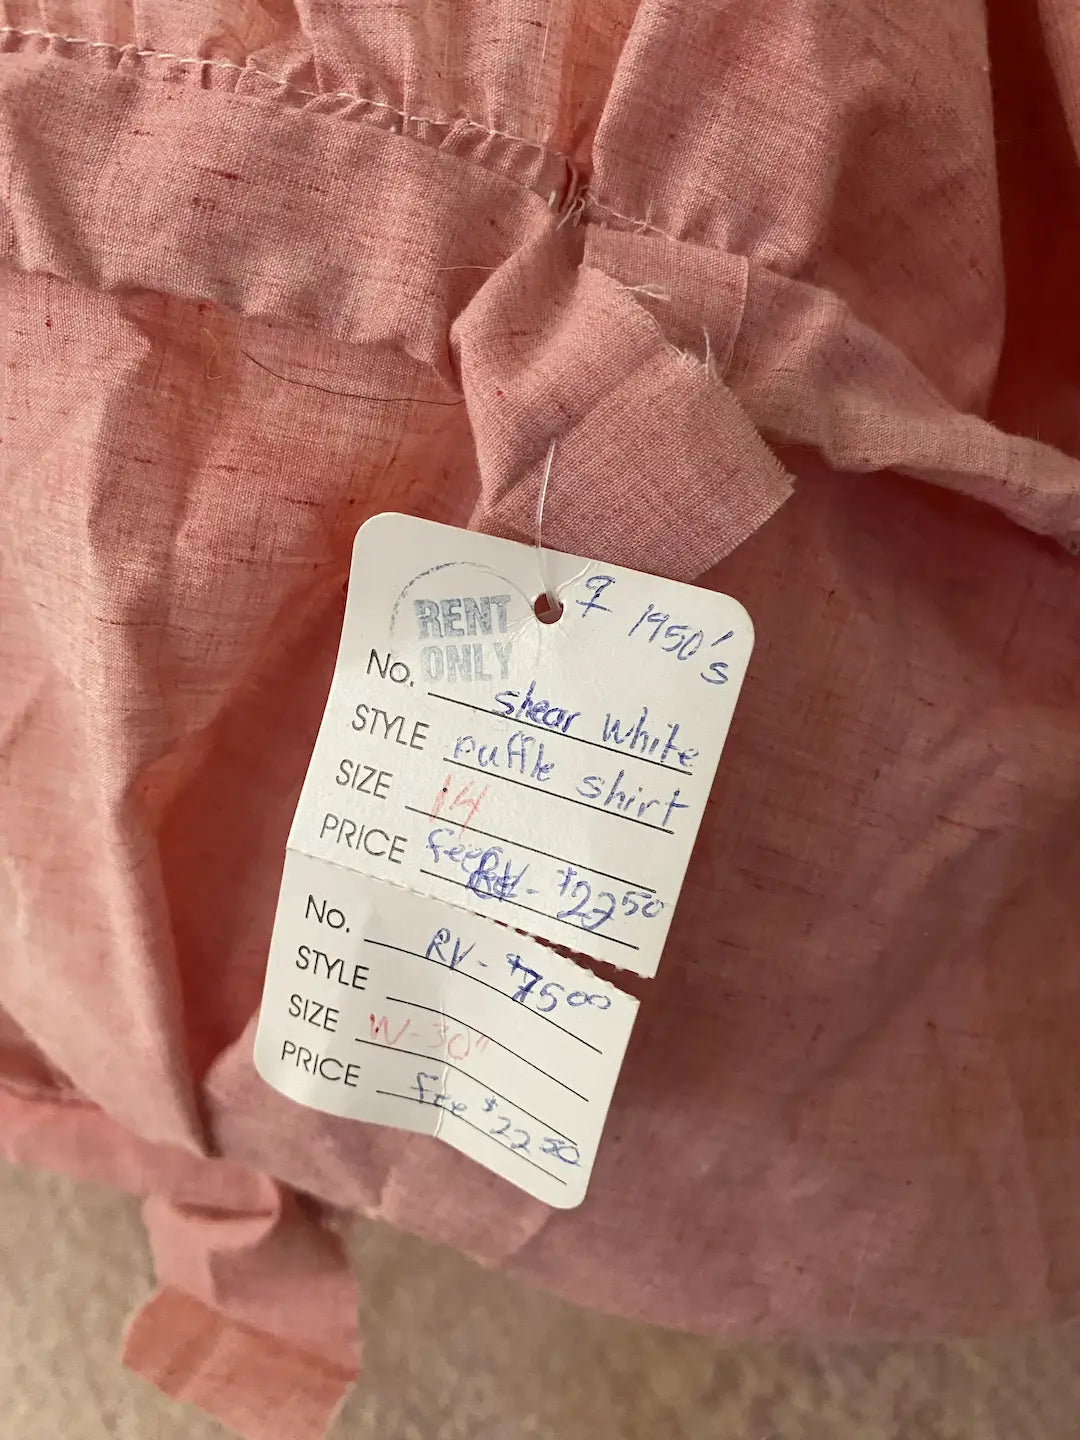 RENT
ONLY
♀ 1950's
No. shear white
STYLE ruffle shirt
SIZE 14
PRICE fee RV - $22 50
No. RV - $75 00
STYLE
SIZE W-30"
PRICE fee $22 50